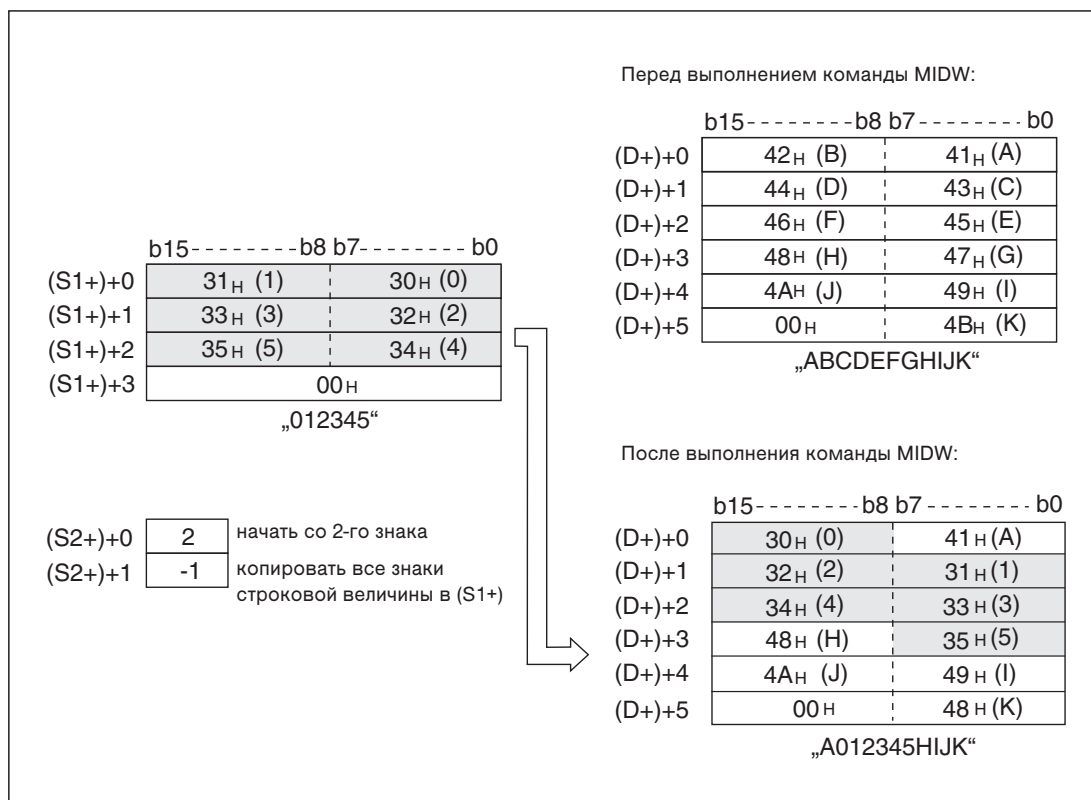 Перед выполнением команды MIDW:
b15--------b8 b7--------b0
(D+)+0 42H (B) 41H (A)
(D+)+1 44H (D) 43H (C)
(D+)+2 46H (F) 45H (E)
(D+)+3 48H (H) 47H (G)
(D+)+4 4AH (J) 49H (I)
(D+)+5 00H 4BH (K)
„ABCDEFGHIJK“
b15--------b8 b7--------b0
(S1+)+0 31H (1) 30H (0)
(S1+)+1 33H (3) 32H (2)
(S1+)+2 35H (5) 34H (4)
(S1+)+3 00H
„012345“
(S2+)+0 2 начать со 2-го знака
(S2+)+1 -1 копировать все знаки
строковой величины в (S1+)
После выполнения команды MIDW:
b15--------b8 b7--------b0
(D+)+0 30H (0) 41H (A)
(D+)+1 32H (2) 31H (1)
(D+)+2 34H (4) 33H (3)
(D+)+3 48H (H) 35H (5)
(D+)+4 4AH (J) 49H (I)
(D+)+5 00H 48H (K)
„A012345HIJK“